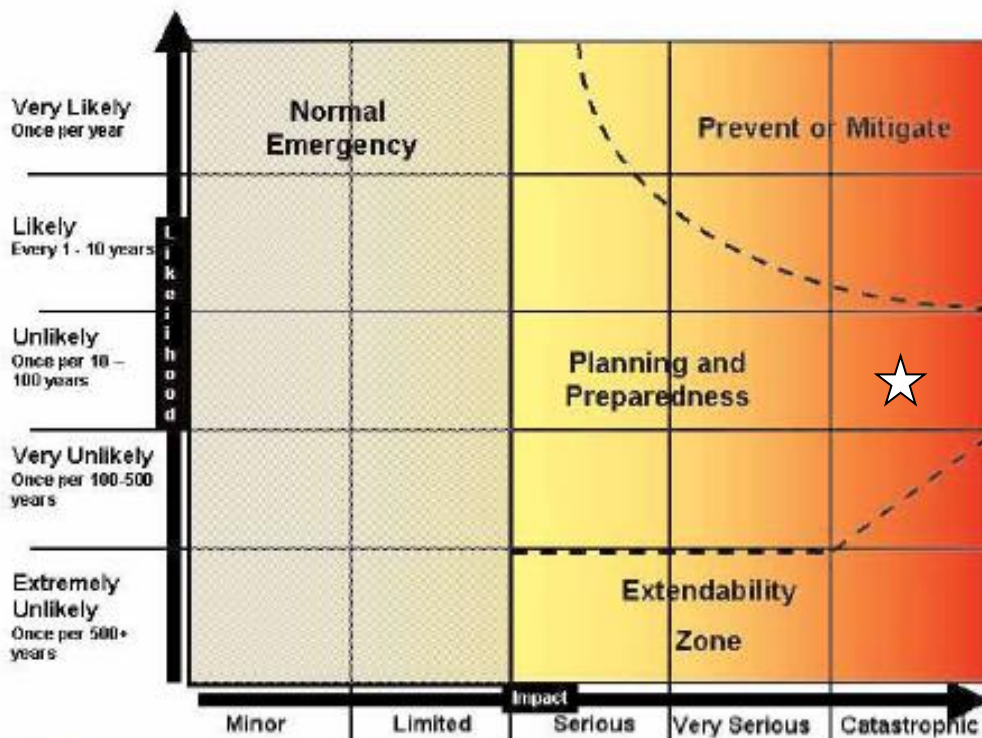 Very Likely
Once per year
Likely
Every 1 - 10 years
Unlikely
Once per 10 –
100 years
Very Unlikely
Once per 100-500
years
Extremely
Unlikely
Once per 500+
years
Likeliihood
Normal
Emergency
Prevent or Mitigate
Planning and
Preparedness
Extendability
Zone
Impact
Minor
Limited
Serious
Very Serious
Catastrophic